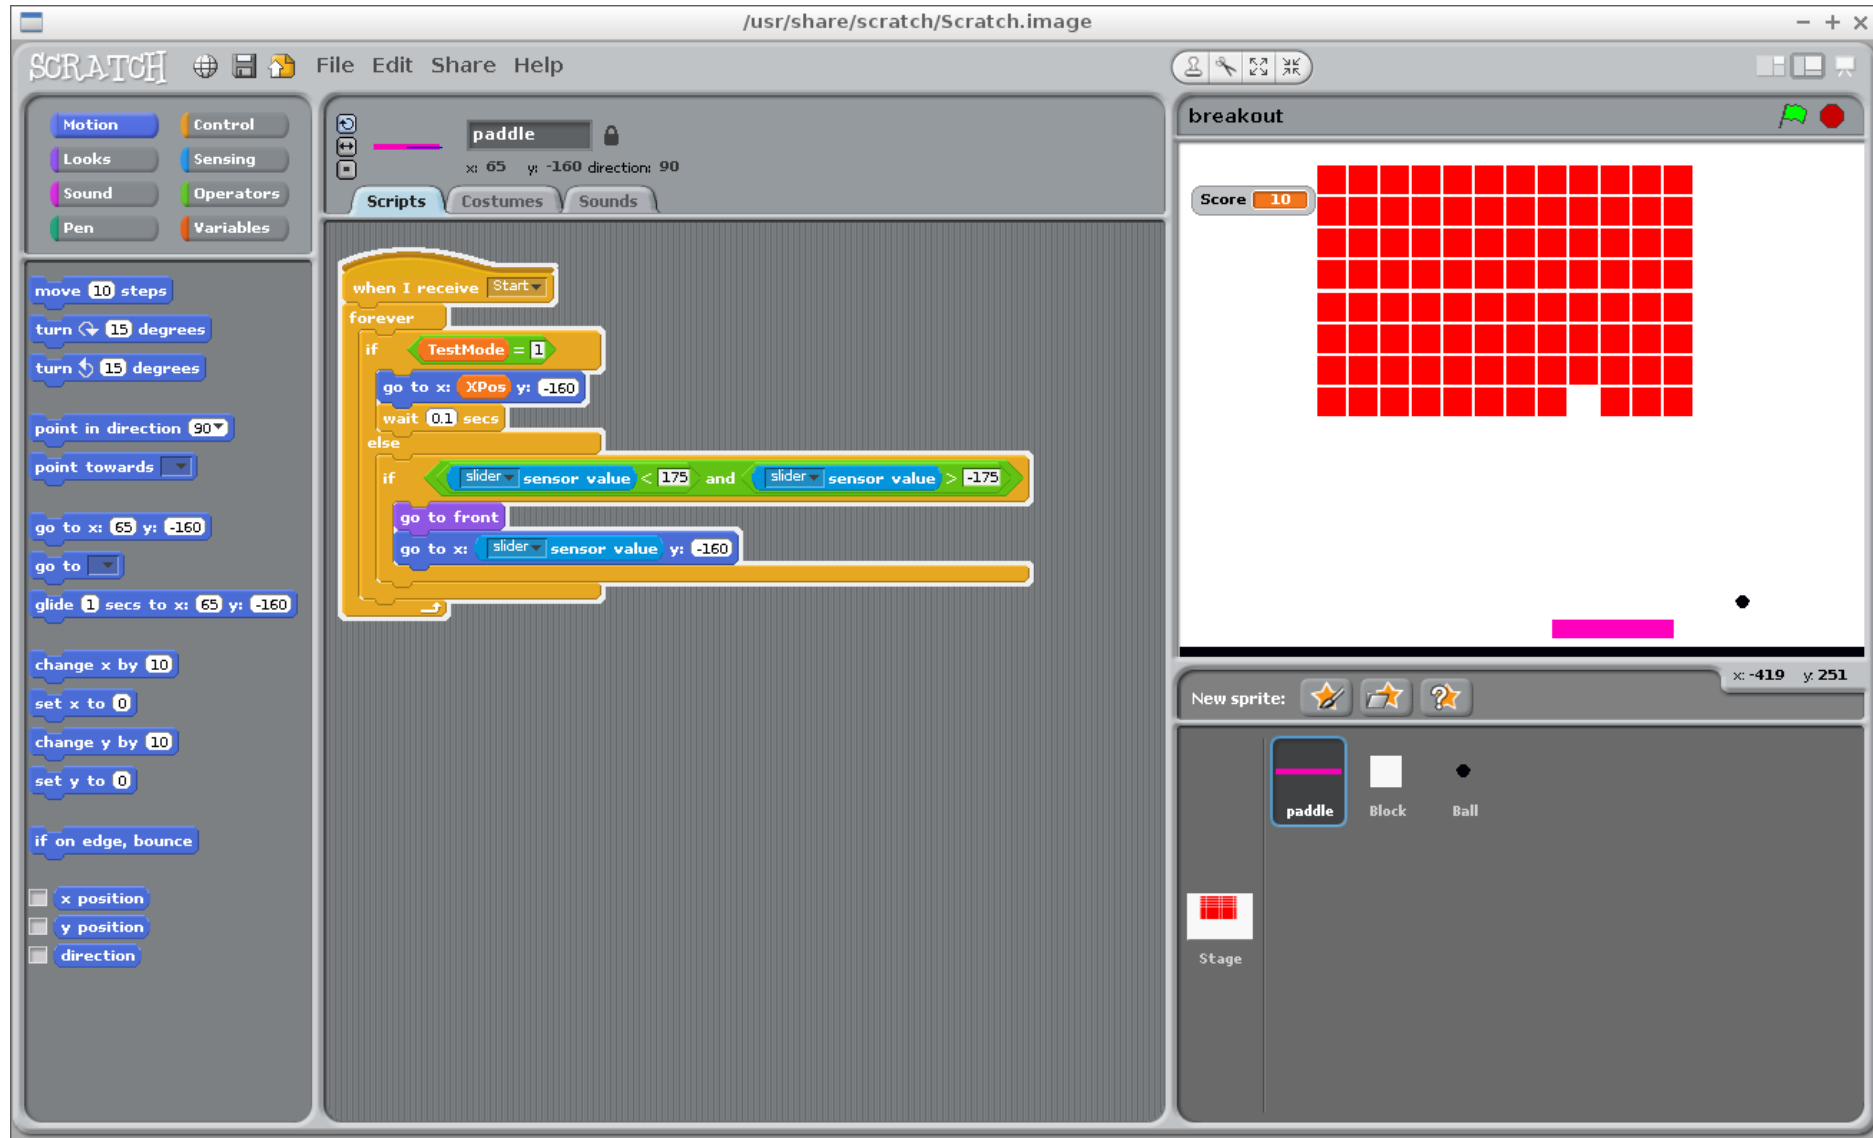 /usr/share/scratch/Scratch.image
SCRATCH File Edit Share Help
Motion Control
Looks Sensing
Sound Operators
Pen Variables
move 10 steps
turn 15 degrees
turn 15 degrees
point in direction 90
point towards
go to x: 65 y: -160
go to
glide 1 secs to x: 65 y: -160
change x by 10
set x to 0
change y by 10
set y to 0
if on edge, bounce
x position
y position
direction
paddle
x: 65 y: -160 direction: 90
Scripts Costumes Sounds
when I receive Start
forever
if TestMode = 1
go to x: XPos y: -160
wait 0.1 secs
else
if slider sensor value < 175 and slider sensor value > -175
go to front
go to x: slider sensor value y: -160
breakout
Score 10
x: -419 y: 251
New sprite:
paddle Block Ball
Stage